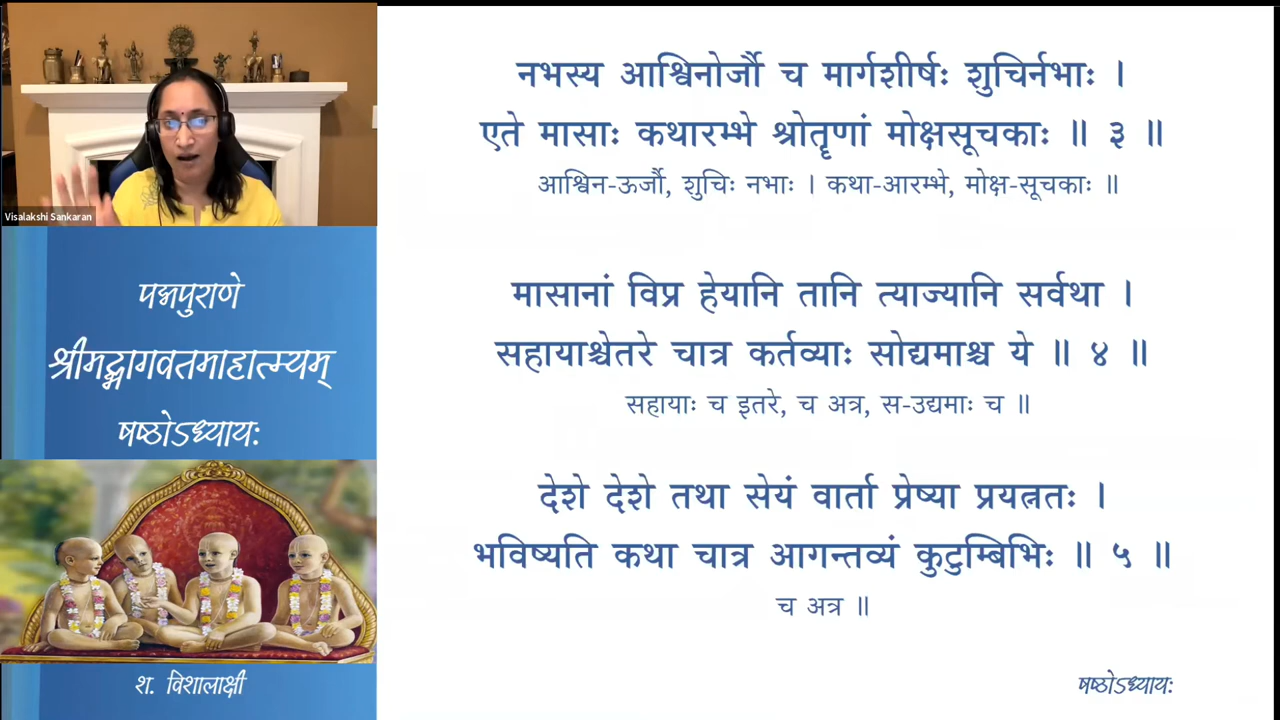 Visalakshi Sankaran
पद्मपुराणे
श्रीमद्भागवतमाहात्म्यम्
षष्ठोऽध्यायः
श. विशालाक्षी
नभस्य आश्विनोर्जौ च मार्गशीर्षः शुचिर्नभाः ।
एते मासाः कथारम्भे श्रोतॄणां मोक्षसूचकाः ॥ ३ ॥
आश्विन-ऊर्जौ, शुचिः नभाः । कथा-आरम्भे, मोक्ष-सूचकाः ॥
मासानां विप्र हेयानि तानि त्याज्यानि सर्वथा ।
सहायाश्चेतरे चात्र कर्तव्याः सोद्यमाश्च ये ॥ ४ ॥
सहायाः च इतरे, च अत्र, स-उद्यमाः च ॥
देशे देशे तथा सेयं वार्ता प्रेष्या प्रयत्नतः ।
भविष्यति कथा चात्र आगन्तव्यं कुटुम्बिभिः ॥ ५ ॥
च अत्र ॥
षष्ठोऽध्यायः